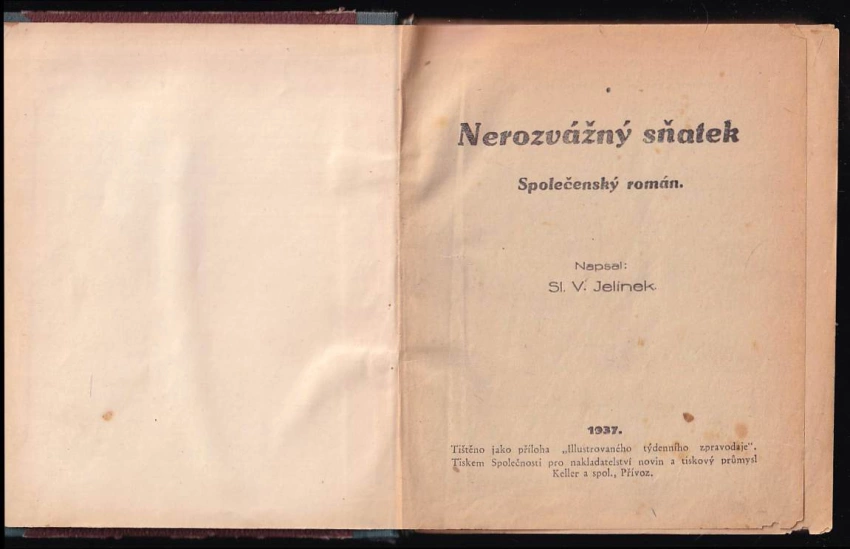 Nerozvážný sňatek
Společenský román.
Napsal:
Sl. V. Jelínek.
1937.
Tištěno jako příloha „Illustrovaného týdenního zpravodaje“.
Tiskem Společnosti pro nakladatelství novin a tiskový průmysl
Keller a spol., Přívoz.